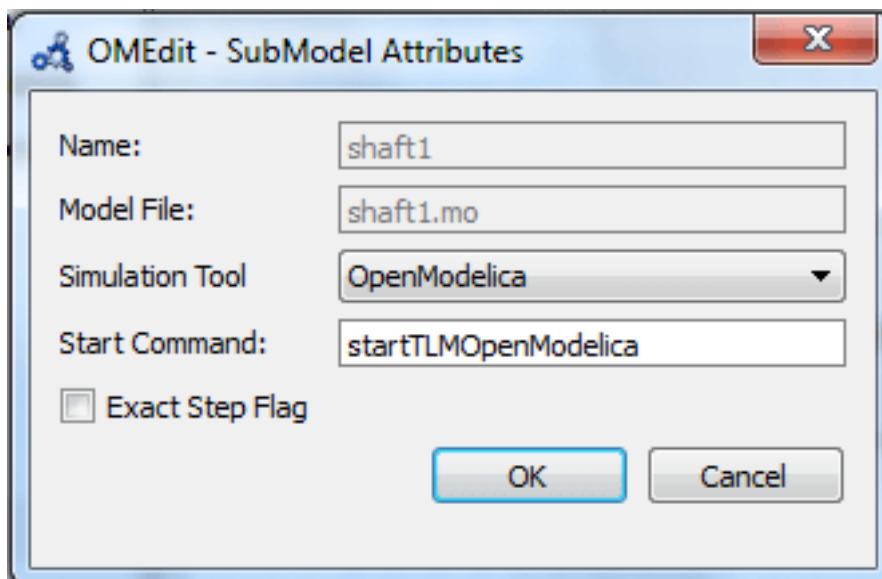 OMEdit - SubModel Attributes
Name: shaft1
Model File: shaft1.mo
Simulation Tool OpenModelica
Start Command: startTLMOpenModelica
Exact Step Flag
OK Cancel